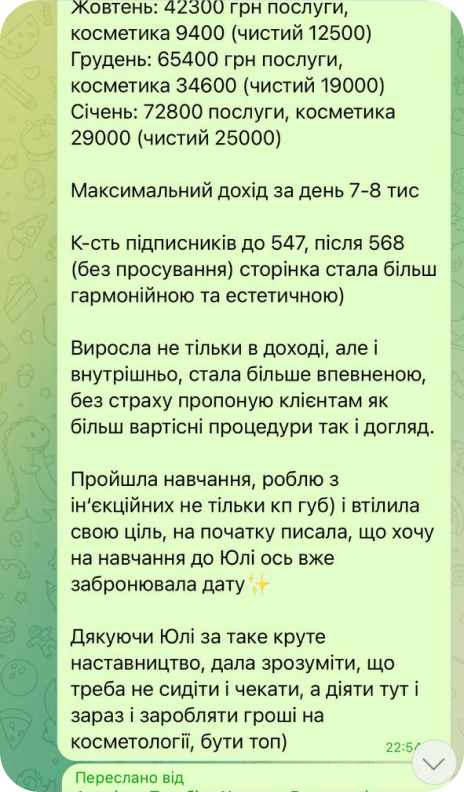 Жовтень: 42300 грн послуги,
косметика 9400 (чистий 12500)
Грудень: 65400 грн послуги,
косметика 34600 (чистий 19000)
Січень: 72800 послуги, косметика
29000 (чистий 25000)
Максимальний дохід за день 7-8 тис
К-сть підписників до 547, після 568
(без просування) сторінка стала більш
гармонійною та естетичною)
Виросла не тільки в доході, але і
внутрішньо, стала більше впевненою,
без страху пропоную клієнтам як
більш вартісні процедури так і догляд.
Пройшла навчання, роблю з
ін‘єкційних не тільки кп губ) і втілила
свою ціль, на початку писала, що хочу
на навчання до Юлі ось вже
забронювала дату✨
Дякуючи Юлі за таке круте
наставництво, дала зрозуміти, що
треба не сидіти і чекати, а діяти тут і
зараз і заробляти гроші на
косметології, бути топ)
22:54
Переслано від